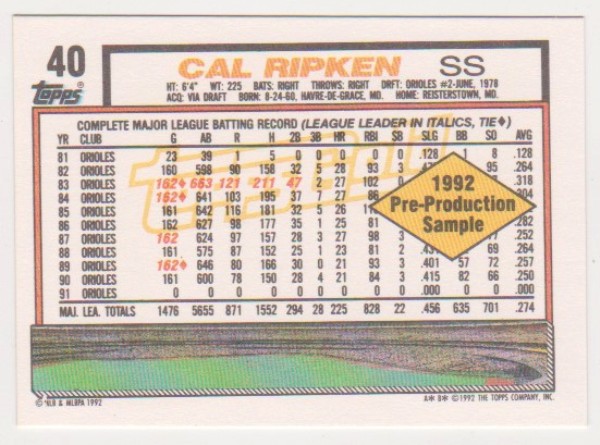 40
topps
CAL RIPKEN SS
HT: 6'4" WT: 225 BATS: RIGHT THROWS: RIGHT DRFT: ORIOLES #2-JUNE, 1978
ACQ: VIA DRAFT BORN: 8-24-60, HAVRE-DE-GRACE, MD. HOME: REISTERSTOWN, MD.
COMPLETE MAJOR LEAGUE BATTING RECORD (LEAGUE LEADER IN ITALICS, TIE♦)
YR CLUB G AB R H 2B 3B HR RBI SB SLG BB SO AVG
81 ORIOLES 23 39 1 5 0 0 0 0 0 .128 1 8 .128
82 ORIOLES 160 598 90 158 32 5 28 93 3 95 .264
83 ORIOLES 162♦ 663 121 211 47 2 27 102 0 .318
84 ORIOLES 162♦ 641 103 195 37 7 27 86
85 ORIOLES 161 642 116 181 32 5 26
86 ORIOLES 162 627 98 177 35 1 25 81 .282
87 ORIOLES 162 624 97 157 28 3 27 98 3 .252
88 ORIOLES 161 575 87 152 25 1 23 81 2 69 .264
89 ORIOLES 162♦ 646 80 166 30 0 21 93 3 .401 57 72 .257
90 ORIOLES 161 600 78 150 28 4 21 84 3 .415 82 66 .250
91 ORIOLES 0 0 0 0 0 0 0 0 0 0 0 0 .000
MAJ. LEA. TOTALS 1476 5655 871 1552 294 28 225 828 22 .456 635 701 .274
1992
Pre-Production
Sample
© MLB & MLBPA 1992
A* B* ©1992 THE TOPPS COMPANY, INC.